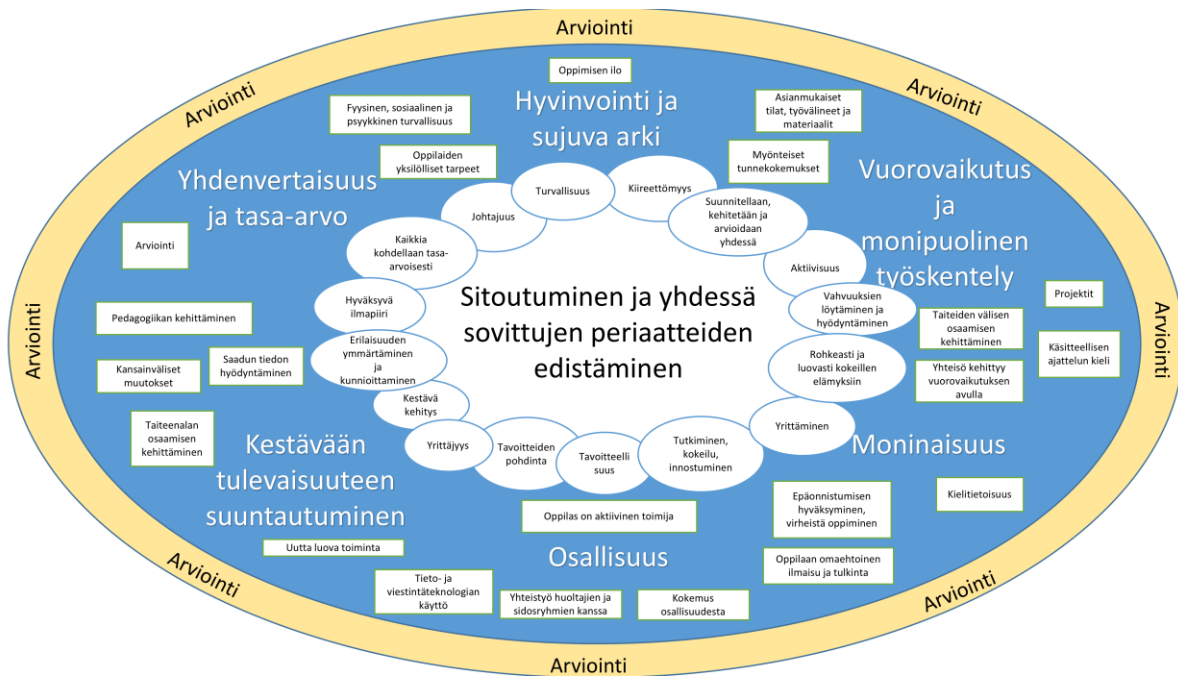 Arviointi
Arviointi
Arviointi
Arviointi
Arviointi
Arviointi
Arviointi
Arviointi
Arviointi
Oppimisen ilo
Hyvinvointi ja
sujuva arki
Fyysinen, sosiaalinen ja
psyykkinen turvallisuus
Oppilaiden
yksilölliset tarpeet
Asianmukaiset
tilat, työvälineet ja
materiaalit
Myönteiset
tunnekokemukset
Yhdenvertaisuus
ja tasa-arvo
Vuorovaikutus
ja
monipuolinen
työskentely
Arviointi
Pedagogiikan kehittäminen
Kansainväliset
muutokset
Saadun tiedon
hyödyntäminen
Taiteenalan
osaamisen
kehittäminen
Projektit
Taiteiden välisen
osaamisen
kehittäminen
Käsitteellisen
ajattelun kieli
Yhteisö kehittyy
vuorovaikutuksen
avulla
Turvallisuus
Kiireettömyys
Suunnitellaan,
kehitetään ja
arvioidaan
yhdessä
Aktiivisuus
Vahvuuksien
löytäminen ja
hyödyntäminen
Rohkeasti ja
luovasti kokeillen
elämyksiin
Yrittäminen
Tutkiminen,
kokeilu,
innostuminen
Tavoitteelli
suus
Tavoitteiden
pohdinta
Yrittäjyys
Kestävä
kehitys
Erilaisuuden
ymmärtäminen
ja
kunnioittaminen
Hyväksyvä
ilmapiiri
Kaikkia
kohdellaan tasa-
arvoisesti
Johtajuus
Sitoutuminen ja yhdessä
sovittujen periaatteiden
edistäminen
Kestävään
tulevaisuuteen
suuntautuminen
Moninaisuus
Oppilas on aktiivinen toimija
Osallisuus
Epäonnistumisen
hyväksyminen,
virheistä oppiminen
Kielitietoisuus
Oppilaan omaehtoinen
ilmaisu ja tulkinta
Uutta luova toiminta
Tieto- ja
viestintäteknologian
käyttö
Yhteistyö huoltajien ja
sidosryhmien kanssa
Kokemus
osallisuudesta